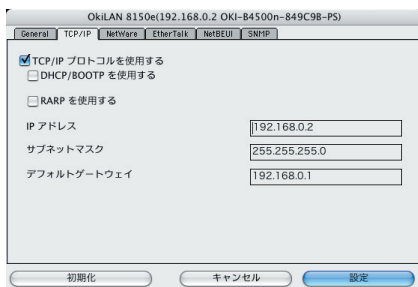 OkiLAN 8150e(192.168.0.2 OKI-B4500n-849C9B-PS)
General TCP/IP NetWare EtherTalk NetBEUI SNMP
TCP/IP プロトコルを使用する
DHCP/BOOTP を使用する
RARP を使用する
IP アドレス 192.168.0.2
サブネットマスク 255.255.255.0
デフォルトゲートウェイ 192.168.0.1
初期化 キャンセル 設定